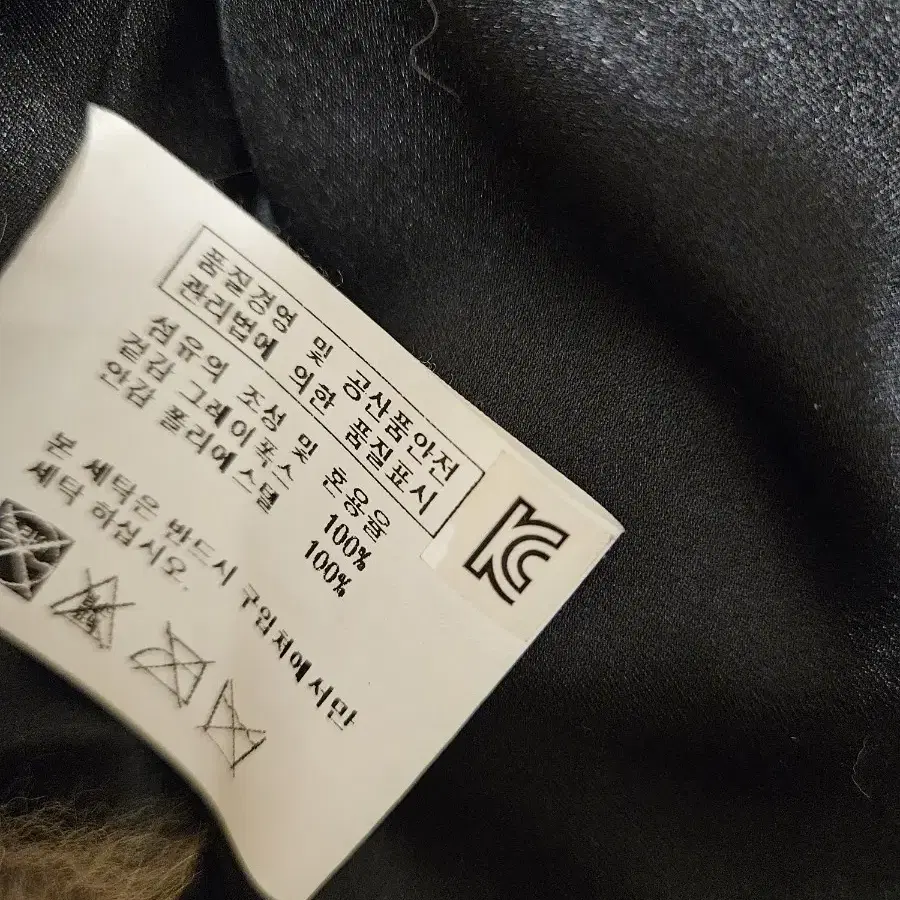 품질경영 및 공산품안전
관리법에 의한 품질표시
섬유의 조성 및 혼용율
겉감 그레이폭스 100%
안감 폴리에스텔 100%
본 세탁은 반드시 구입처에서만
세탁 하십시오.